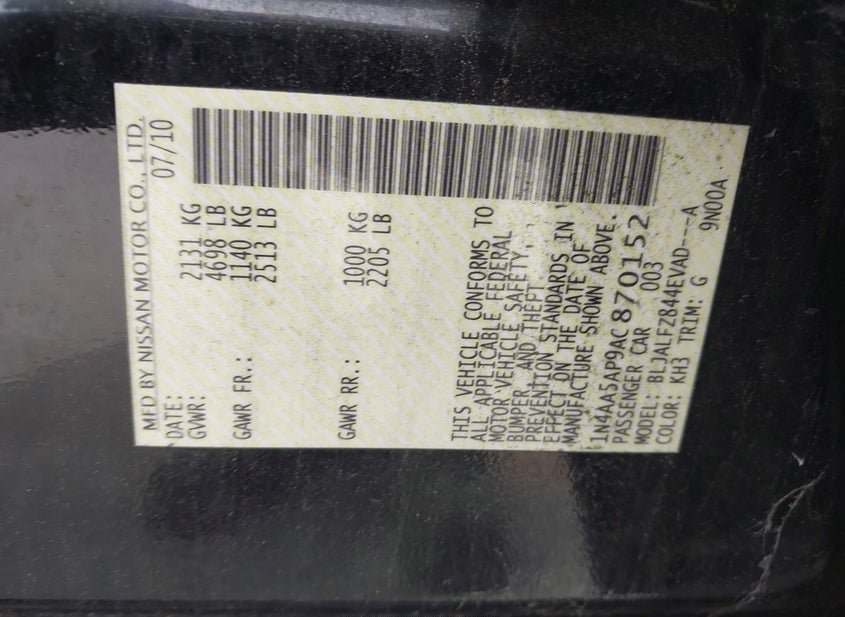 MFD BY NISSAN MOTOR CO., LTD.
DATE: 07/10
GVWR: 2131 KG
4698 LB
GAWR FR.: 1140 KG
2513 LB
GAWR RR.: 1000 KG
2205 LB
THIS VEHICLE CONFORMS TO
ALL APPLICABLE FEDERAL
MOTOR VEHICLE SAFETY,
BUMPER, AND THEFT
PREVENTION STANDARDS IN
EFFECT ON THE DATE OF
MANUFACTURE SHOWN ABOVE.
1N4AA5AP9AC870152
PASSENGER CAR 003
MODEL: BLJALFZ844EVAD---A
COLOR: KH3 TRIM: G 9N00A